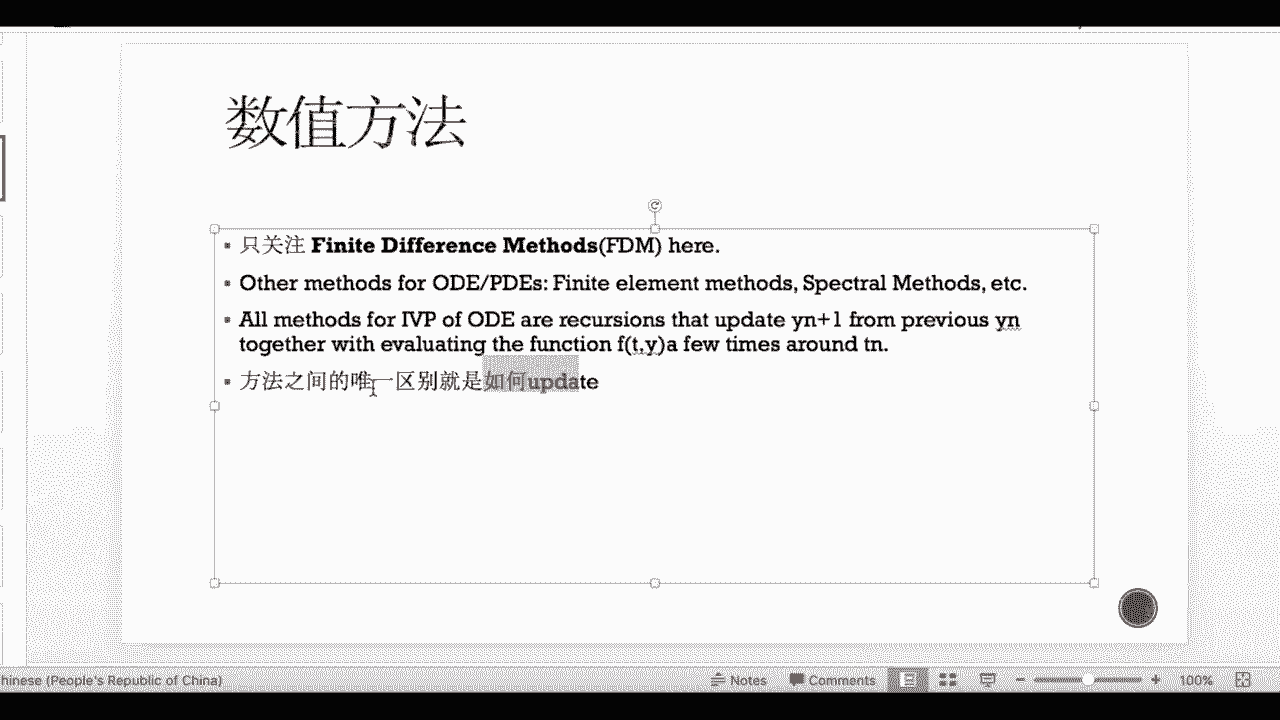 数值方法
▪ 只关注 Finite Difference Methods(FDM) here.
▪ Other methods for ODE/PDEs: Finite element methods, Spectral Methods, etc.
▪ All methods for IVP of ODE are recursions that update yn+1 from previous yn
together with evaluating the function f(t,y)a few times around tn.
▪ 方法之间的唯一区别就是如何update
hinese (People's Republic of China)
Notes
Comments
100%